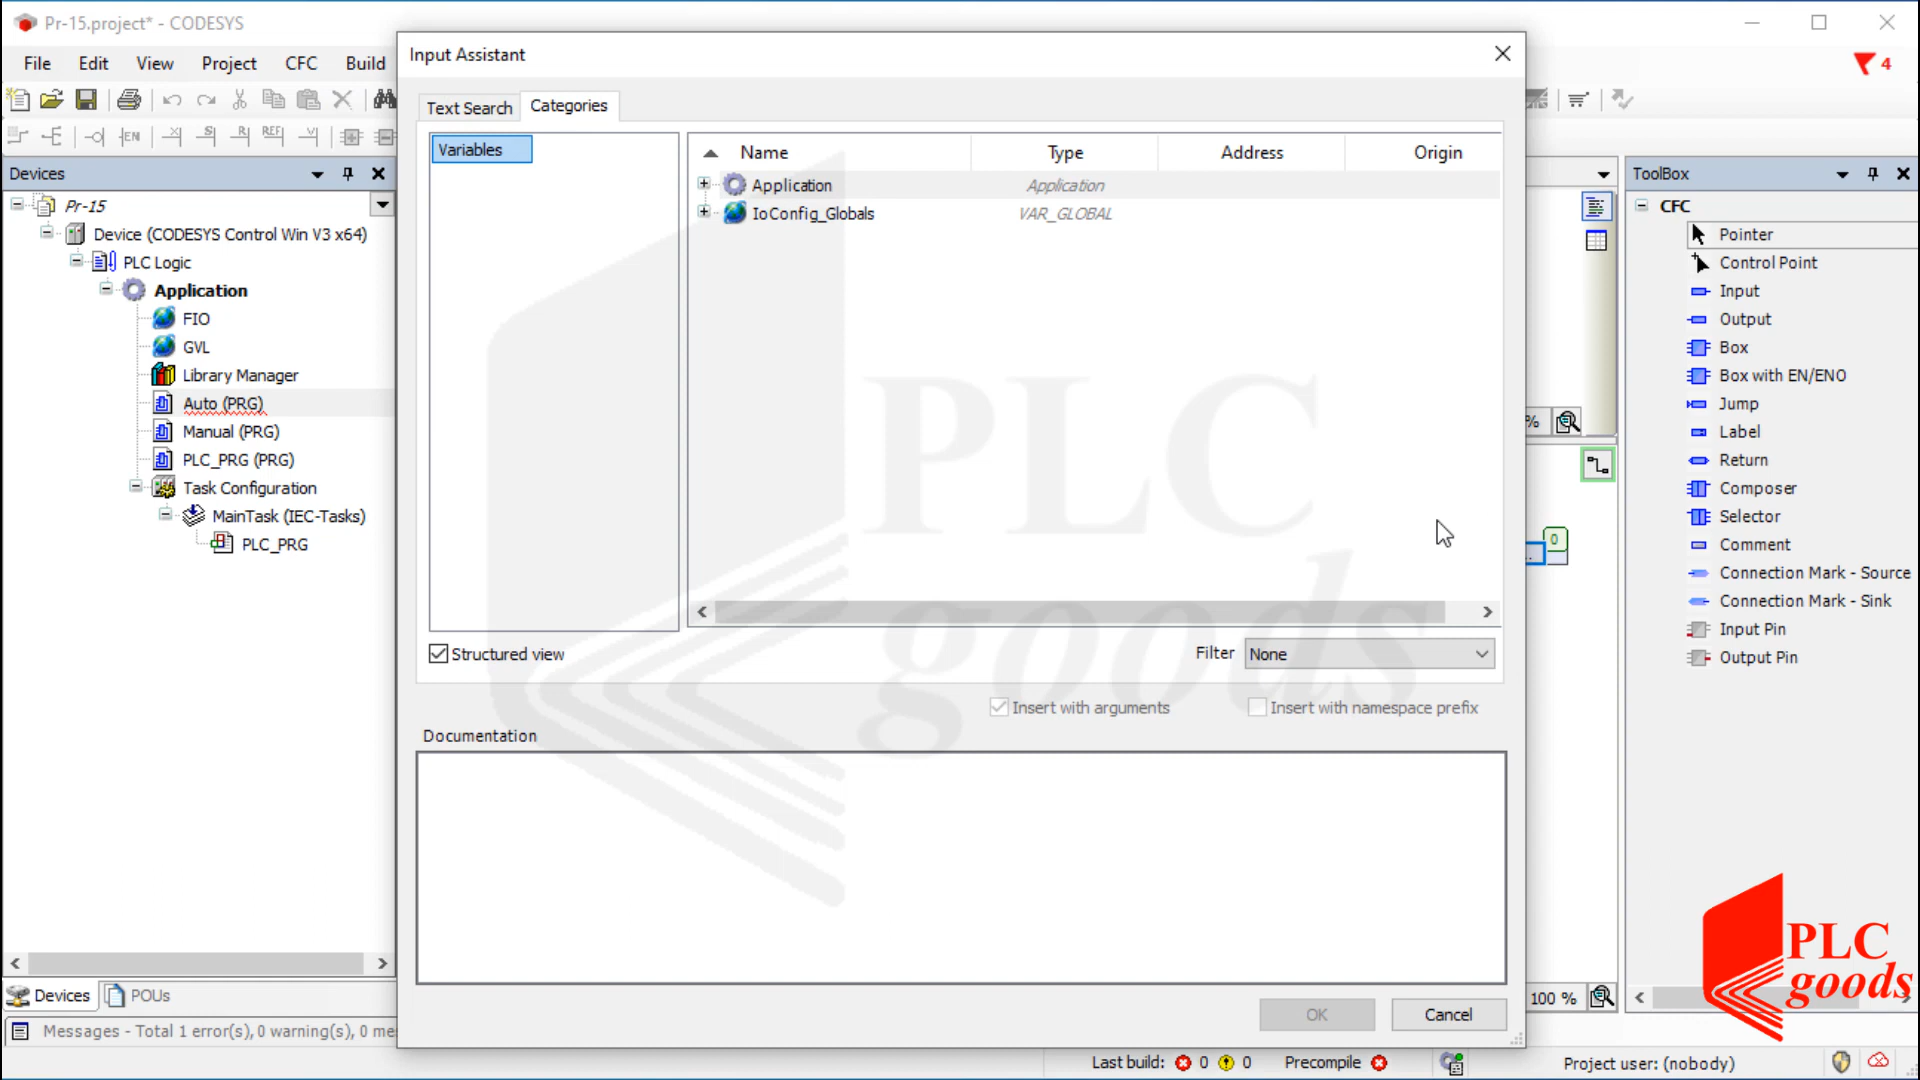 Pr-15.project* - CODESYS
File Edit View Project CFC Build
4
Input Assistant
Text Search
Categories
Variables
Name Type Address Origin
Application Application
IoConfig_Globals VAR_GLOBAL
Structured view
Filter None
Insert with arguments
Insert with namespace prefix
Documentation
OK
Cancel
Devices
Pr-15
Device (CODESYS Control Win V3 x64)
PLC Logic
Application
FIO
GVL
Library Manager
Auto (PRG)
Manual (PRG)
PLC_PRG (PRG)
Task Configuration
MainTask (IEC-Tasks)
PLC_PRG
Devices
POUs
Messages - Total 1 error(s), 0 warning(s), 0 me
ToolBox
CFC
Pointer
Control Point
Input
Output
Box
Box with EN/ENO
Jump
Label
Return
Composer
Selector
Comment
Connection Mark - Source
Connection Mark - Sink
Input Pin
Output Pin
%
0
100 %
Last build: 0 0 Precompile
Project user: (nobody)
PLC
goods
PLC
goods